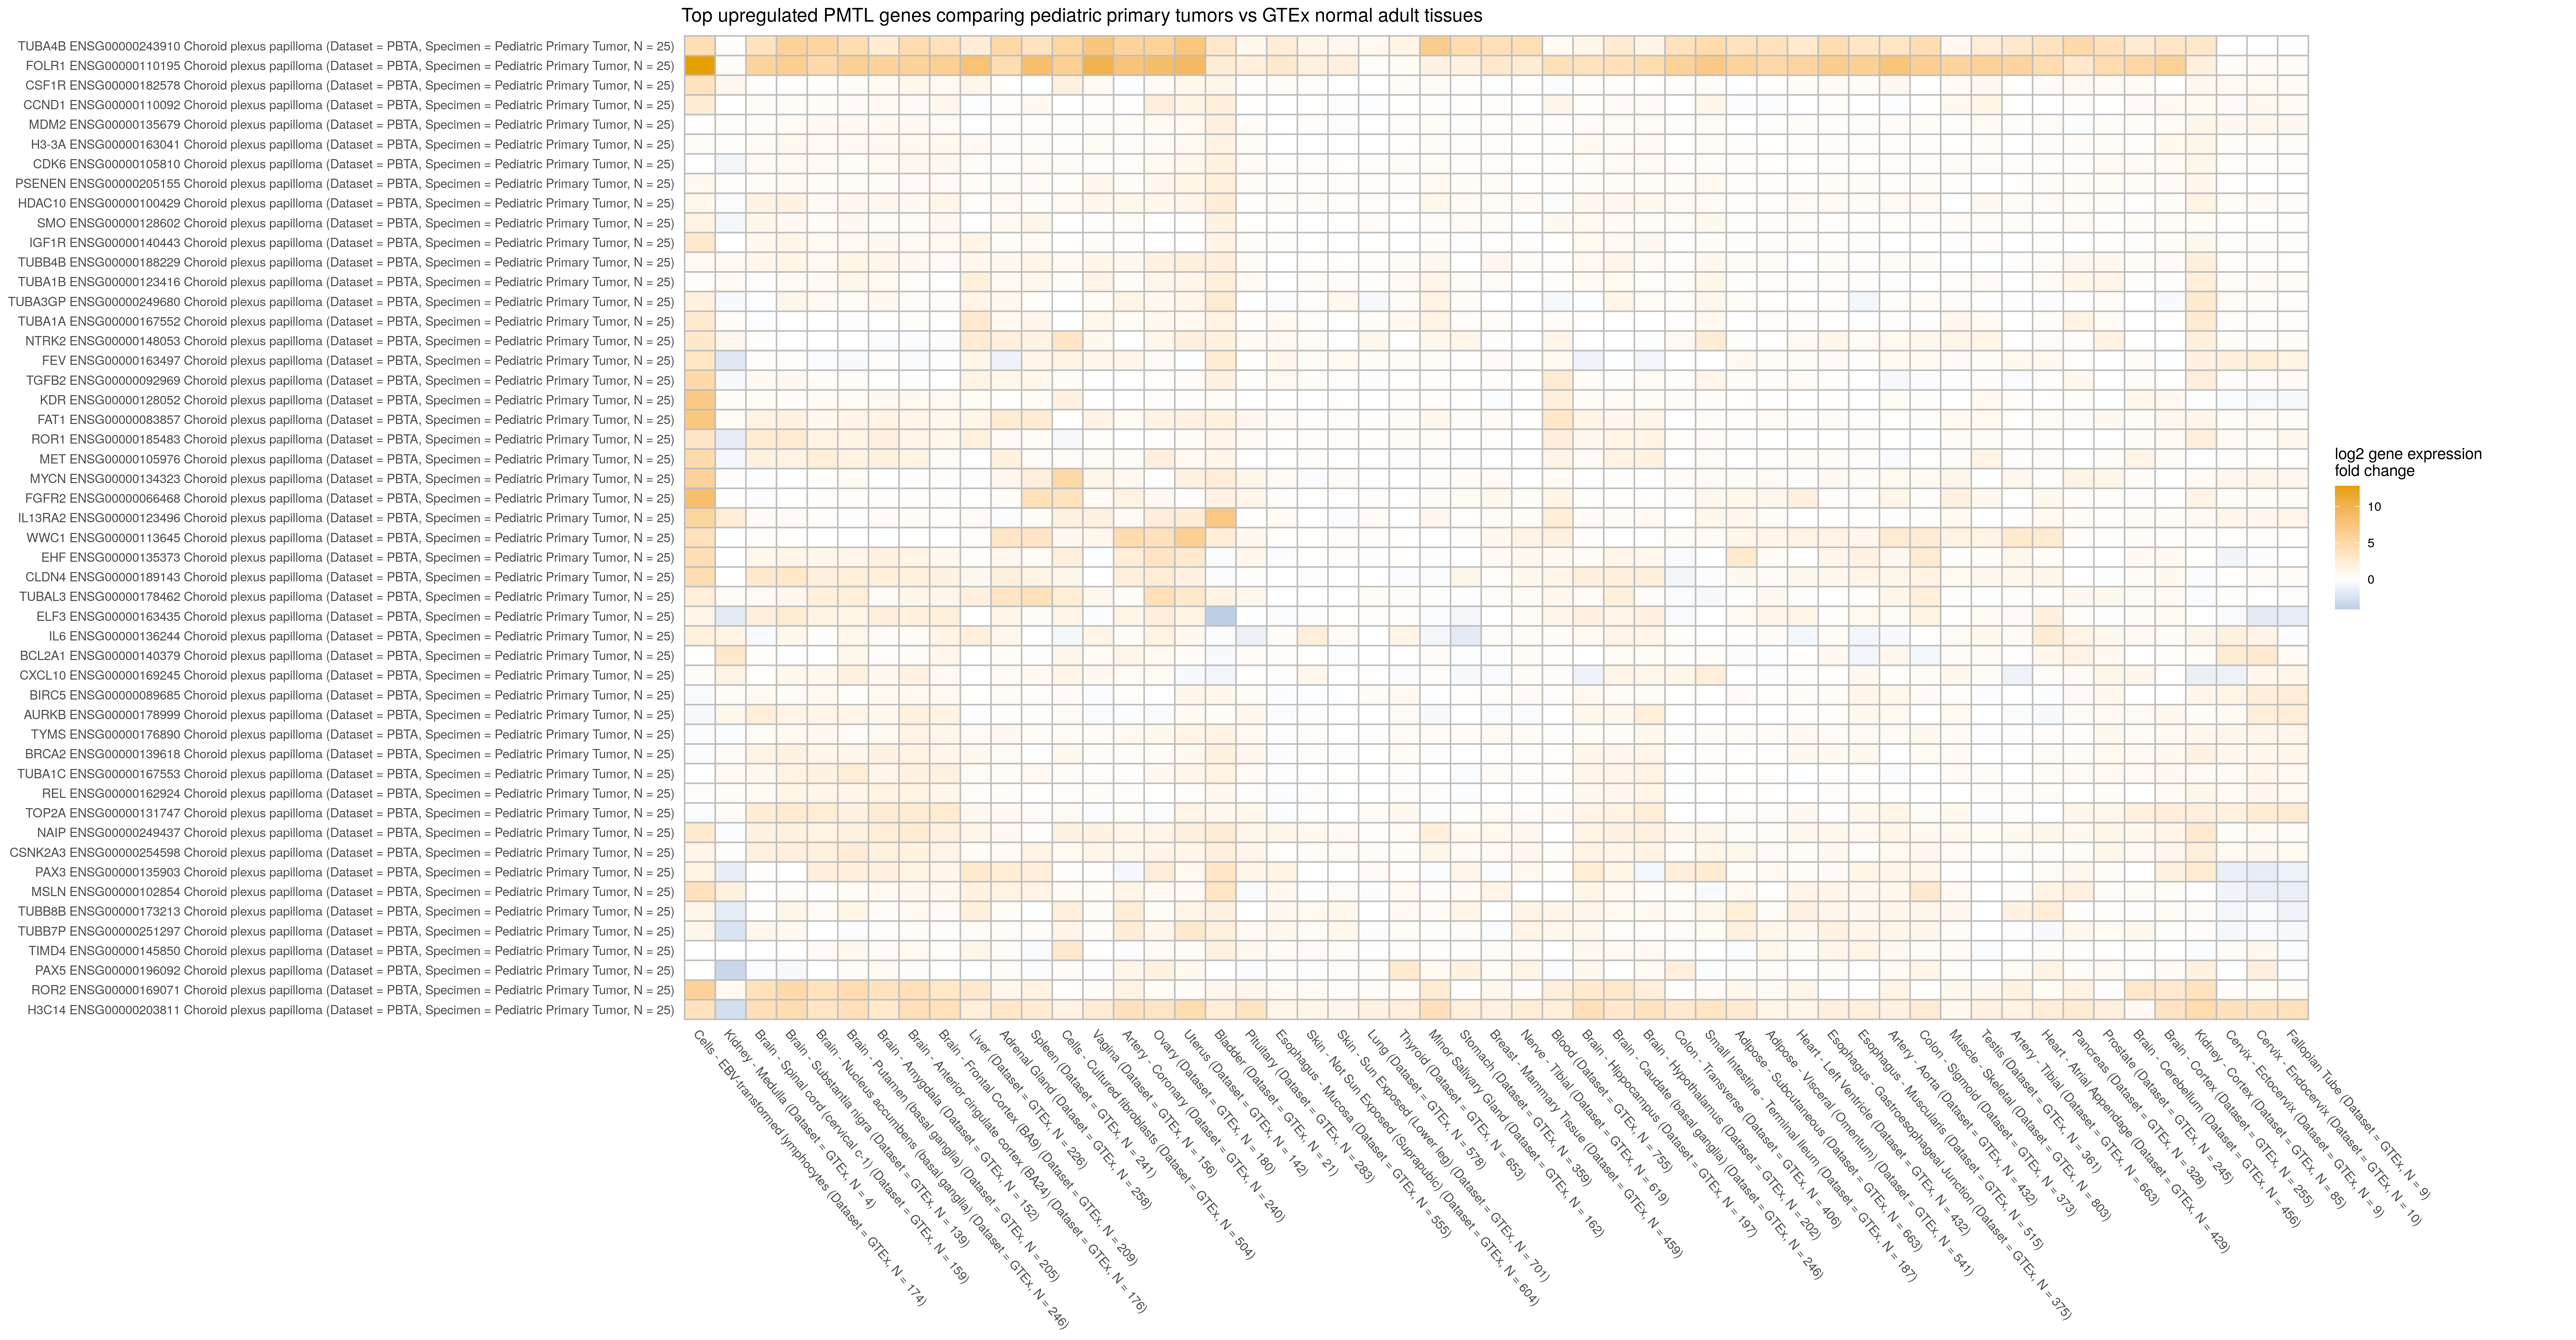 Top upregulated PMTL genes comparing pediatric primary tumors vs GTEx normal adult tissues
TUBA4B ENSG00000243910 Choroid plexus papilloma (Dataset = PBTA, Specimen = Pediatric Primary Tumor, N = 25)
FOLR1 ENSG00000110195 Choroid plexus papilloma (Dataset = PBTA, Specimen = Pediatric Primary Tumor, N = 25)
CSF1R ENSG00000182578 Choroid plexus papilloma (Dataset = PBTA, Specimen = Pediatric Primary Tumor, N = 25)
CCND1 ENSG00000110092 Choroid plexus papilloma (Dataset = PBTA, Specimen = Pediatric Primary Tumor, N = 25)
MDM2 ENSG00000135679 Choroid plexus papilloma (Dataset = PBTA, Specimen = Pediatric Primary Tumor, N = 25)
H3-3A ENSG00000163041 Choroid plexus papilloma (Dataset = PBTA, Specimen = Pediatric Primary Tumor, N = 25)
CDK6 ENSG00000105810 Choroid plexus papilloma (Dataset = PBTA, Specimen = Pediatric Primary Tumor, N = 25)
PSENEN ENSG00000205155 Choroid plexus papilloma (Dataset = PBTA, Specimen = Pediatric Primary Tumor, N = 25)
HDAC10 ENSG00000100429 Choroid plexus papilloma (Dataset = PBTA, Specimen = Pediatric Primary Tumor, N = 25)
SMO ENSG00000128602 Choroid plexus papilloma (Dataset = PBTA, Specimen = Pediatric Primary Tumor, N = 25)
IGF1R ENSG00000140443 Choroid plexus papilloma (Dataset = PBTA, Specimen = Pediatric Primary Tumor, N = 25)
TUBB4B ENSG00000188229 Choroid plexus papilloma (Dataset = PBTA, Specimen = Pediatric Primary Tumor, N = 25)
TUBA1B ENSG00000123416 Choroid plexus papilloma (Dataset = PBTA, Specimen = Pediatric Primary Tumor, N = 25)
TUBA3GP ENSG00000249680 Choroid plexus papilloma (Dataset = PBTA, Specimen = Pediatric Primary Tumor, N = 25)
TUBA1A ENSG00000167552 Choroid plexus papilloma (Dataset = PBTA, Specimen = Pediatric Primary Tumor, N = 25)
NTRK2 ENSG00000148053 Choroid plexus papilloma (Dataset = PBTA, Specimen = Pediatric Primary Tumor, N = 25)
FEV ENSG00000163497 Choroid plexus papilloma (Dataset = PBTA, Specimen = Pediatric Primary Tumor, N = 25)
TGFB2 ENSG00000092969 Choroid plexus papilloma (Dataset = PBTA, Specimen = Pediatric Primary Tumor, N = 25)
KDR ENSG00000128052 Choroid plexus papilloma (Dataset = PBTA, Specimen = Pediatric Primary Tumor, N = 25)
FAT1 ENSG00000083857 Choroid plexus papilloma (Dataset = PBTA, Specimen = Pediatric Primary Tumor, N = 25)
ROR1 ENSG00000185483 Choroid plexus papilloma (Dataset = PBTA, Specimen = Pediatric Primary Tumor, N = 25)
MET ENSG00000105976 Choroid plexus papilloma (Dataset = PBTA, Specimen = Pediatric Primary Tumor, N = 25)
MYCN ENSG00000134323 Choroid plexus papilloma (Dataset = PBTA, Specimen = Pediatric Primary Tumor, N = 25)
FGFR2 ENSG00000066468 Choroid plexus papilloma (Dataset = PBTA, Specimen = Pediatric Primary Tumor, N = 25)
IL13RA2 ENSG00000123496 Choroid plexus papilloma (Dataset = PBTA, Specimen = Pediatric Primary Tumor, N = 25)
WWC1 ENSG00000113645 Choroid plexus papilloma (Dataset = PBTA, Specimen = Pediatric Primary Tumor, N = 25)
EHF ENSG00000135373 Choroid plexus papilloma (Dataset = PBTA, Specimen = Pediatric Primary Tumor, N = 25)
CLDN4 ENSG00000189143 Choroid plexus papilloma (Dataset = PBTA, Specimen = Pediatric Primary Tumor, N = 25)
TUBAL3 ENSG00000178462 Choroid plexus papilloma (Dataset = PBTA, Specimen = Pediatric Primary Tumor, N = 25)
ELF3 ENSG00000163435 Choroid plexus papilloma (Dataset = PBTA, Specimen = Pediatric Primary Tumor, N = 25)
IL6 ENSG00000136244 Choroid plexus papilloma (Dataset = PBTA, Specimen = Pediatric Primary Tumor, N = 25)
BCL2A1 ENSG00000140379 Choroid plexus papilloma (Dataset = PBTA, Specimen = Pediatric Primary Tumor, N = 25)
CXCL10 ENSG00000169245 Choroid plexus papilloma (Dataset = PBTA, Specimen = Pediatric Primary Tumor, N = 25)
BIRC5 ENSG00000089685 Choroid plexus papilloma (Dataset = PBTA, Specimen = Pediatric Primary Tumor, N = 25)
AURKB ENSG00000178999 Choroid plexus papilloma (Dataset = PBTA, Specimen = Pediatric Primary Tumor, N = 25)
TYMS ENSG00000176890 Choroid plexus papilloma (Dataset = PBTA, Specimen = Pediatric Primary Tumor, N = 25)
BRCA2 ENSG00000139618 Choroid plexus papilloma (Dataset = PBTA, Specimen = Pediatric Primary Tumor, N = 25)
TUBA1C ENSG00000167553 Choroid plexus papilloma (Dataset = PBTA, Specimen = Pediatric Primary Tumor, N = 25)
REL ENSG00000162924 Choroid plexus papilloma (Dataset = PBTA, Specimen = Pediatric Primary Tumor, N = 25)
TOP2A ENSG00000131747 Choroid plexus papilloma (Dataset = PBTA, Specimen = Pediatric Primary Tumor, N = 25)
NAIP ENSG00000249437 Choroid plexus papilloma (Dataset = PBTA, Specimen = Pediatric Primary Tumor, N = 25)
CSNK2A3 ENSG00000254598 Choroid plexus papilloma (Dataset = PBTA, Specimen = Pediatric Primary Tumor, N = 25)
PAX3 ENSG00000135903 Choroid plexus papilloma (Dataset = PBTA, Specimen = Pediatric Primary Tumor, N = 25)
MSLN ENSG00000102854 Choroid plexus papilloma (Dataset = PBTA, Specimen = Pediatric Primary Tumor, N = 25)
TUBB8B ENSG00000173213 Choroid plexus papilloma (Dataset = PBTA, Specimen = Pediatric Primary Tumor, N = 25)
TUBB7P ENSG00000251297 Choroid plexus papilloma (Dataset = PBTA, Specimen = Pediatric Primary Tumor, N = 25)
TIMD4 ENSG00000145850 Choroid plexus papilloma (Dataset = PBTA, Specimen = Pediatric Primary Tumor, N = 25)
PAX5 ENSG00000196092 Choroid plexus papilloma (Dataset = PBTA, Specimen = Pediatric Primary Tumor, N = 25)
ROR2 ENSG00000169071 Choroid plexus papilloma (Dataset = PBTA, Specimen = Pediatric Primary Tumor, N = 25)
H3C14 ENSG00000203811 Choroid plexus papilloma (Dataset = PBTA, Specimen = Pediatric Primary Tumor, N = 25)
Cells - EBV-transformed lymphocytes (Dataset = GTEx, N = 174)
Kidney - Medulla (Dataset = GTEx, N = 4)
Brain - Spinal cord (cervical c-1) (Dataset = GTEx, N = 159)
Brain - Substantia nigra (Dataset = GTEx, N = 139)
Brain - Nucleus accumbens (basal ganglia) (Dataset = GTEx, N = 246)
Brain - Putamen (basal ganglia) (Dataset = GTEx, N = 205)
Brain - Amygdala (Dataset = GTEx, N = 152)
Brain - Anterior cingulate cortex (BA24) (Dataset = GTEx, N = 176)
Brain - Frontal Cortex (BA9) (Dataset = GTEx, N = 209)
Liver (Dataset = GTEx, N = 226)
Adrenal Gland (Dataset = GTEx, N = 258)
Spleen (Dataset = GTEx, N = 241)
Cells - Cultured fibroblasts (Dataset = GTEx, N = 504)
Vagina (Dataset = GTEx, N = 156)
Artery - Coronary (Dataset = GTEx, N = 240)
Ovary (Dataset = GTEx, N = 180)
Uterus (Dataset = GTEx, N = 142)
Bladder (Dataset = GTEx, N = 21)
Pituitary (Dataset = GTEx, N = 283)
Esophagus - Mucosa (Dataset = GTEx, N = 555)
Skin - Not Sun Exposed (Suprapubic) (Dataset = GTEx, N = 604)
Skin - Sun Exposed (Lower leg) (Dataset = GTEx, N = 701)
Lung (Dataset = GTEx, N = 578)
Thyroid (Dataset = GTEx, N = 653)
Minor Salivary Gland (Dataset = GTEx, N = 162)
Stomach (Dataset = GTEx, N = 359)
Breast - Mammary Tissue (Dataset = GTEx, N = 459)
Nerve - Tibial (Dataset = GTEx, N = 619)
Blood (Dataset = GTEx, N = 755)
Brain - Hippocampus (Dataset = GTEx, N = 197)
Brain - Caudate (basal ganglia) (Dataset = GTEx, N = 246)
Brain - Hypothalamus (Dataset = GTEx, N = 202)
Colon - Transverse (Dataset = GTEx, N = 406)
Small Intestine - Terminal Ileum (Dataset = GTEx, N = 187)
Adipose - Subcutaneous (Dataset = GTEx, N = 663)
Adipose - Visceral (Omentum) (Dataset = GTEx, N = 541)
Heart - Left Ventricle (Dataset = GTEx, N = 432)
Esophagus - Gastroesophageal Junction (Dataset = GTEx, N = 375)
Esophagus - Muscularis (Dataset = GTEx, N = 515)
Artery - Aorta (Dataset = GTEx, N = 432)
Colon - Sigmoid (Dataset = GTEx, N = 373)
Muscle - Skeletal (Dataset = GTEx, N = 803)
Testis (Dataset = GTEx, N = 361)
Artery - Tibial (Dataset = GTEx, N = 663)
Heart - Atrial Appendage (Dataset = GTEx, N = 429)
Pancreas (Dataset = GTEx, N = 328)
Prostate (Dataset = GTEx, N = 245)
Brain - Cerebellum (Dataset = GTEx, N = 456)
Brain - Cortex (Dataset = GTEx, N = 255)
Kidney - Cortex (Dataset = GTEx, N = 85)
Cervix - Ectocervix (Dataset = GTEx, N = 9)
Cervix - Endocervix (Dataset = GTEx, N = 10)
Fallopian Tube (Dataset = GTEx, N = 9)
log2 gene expression
fold change
10
5
0